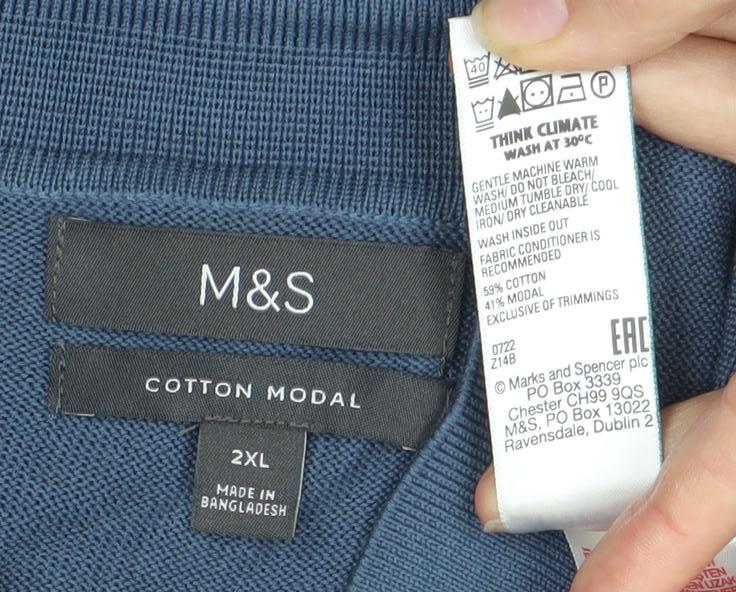 M&S
COTTON MODAL
2XL
MADE IN
BANGLADESH
40
P
THINK CLIMATE
WASH AT 30ºC
GENTLE MACHINE WARM
WASH/ DO NOT BLEACH/
MEDIUM TUMBLE DRY/ COOL
IRON/ DRY CLEANABLE
WASH INSIDE OUT
FABRIC CONDITIONER IS
RECOMMENDED
59% COTTON
41% MODAL
EXCLUSIVE OF TRIMMINGS
EAC
0722
Z14B
© Marks and Spencer plc
PO Box 3339
Chester CH99 9QS
M&S, PO Box 13022
Ravensdale, Dublin 2